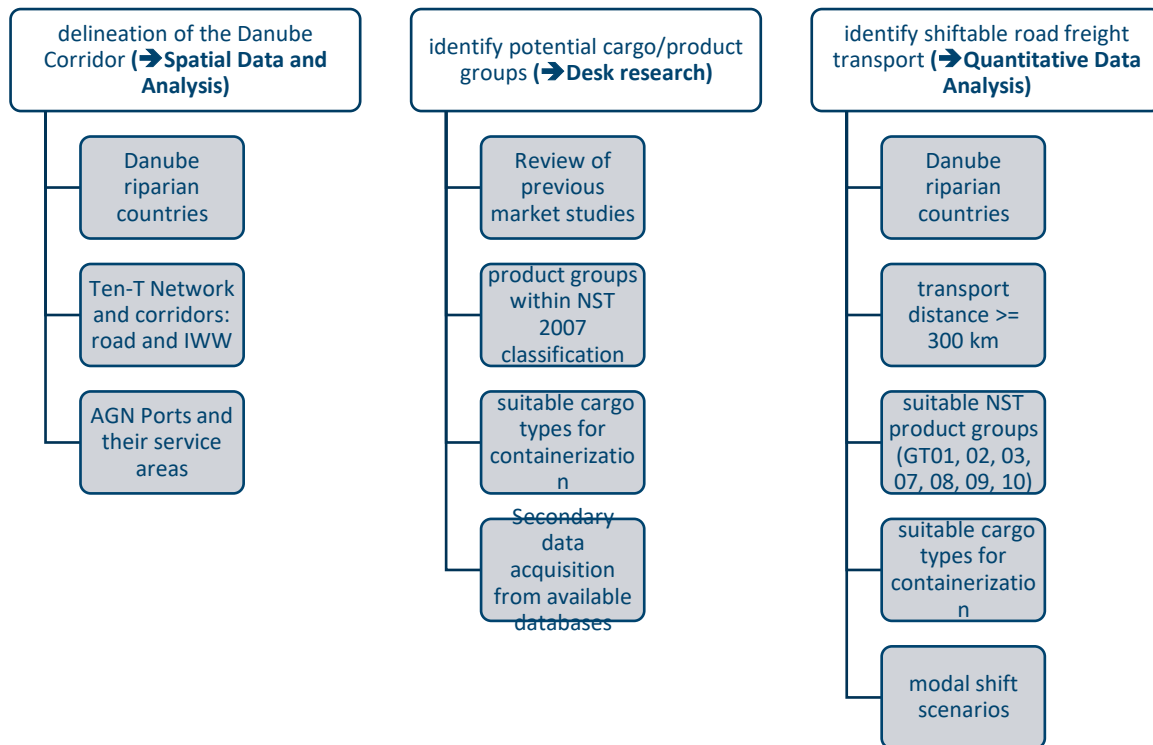 delineation of the Danube
Corridor (➔Spatial Data and
Analysis)
Danube
riparian
countries
Ten-T Network
and corridors:
road and IWW
AGN Ports and
their service
areas
identify potential cargo/product
groups (➔Desk research)
Review of
previous
market studies
product groups
within NST
2007
classification
suitable cargo
types for
containerizatio
n
Secondary
data
acquisition
from available
databases
identify shiftable road freight
transport (➔Quantitative Data
Analysis)
Danube
riparian
countries
transport
distance >=
300 km
suitable NST
product groups
(GT01, 02, 03,
07, 08, 09, 10)
suitable cargo
types for
containerizatio
n
modal shift
scenarios